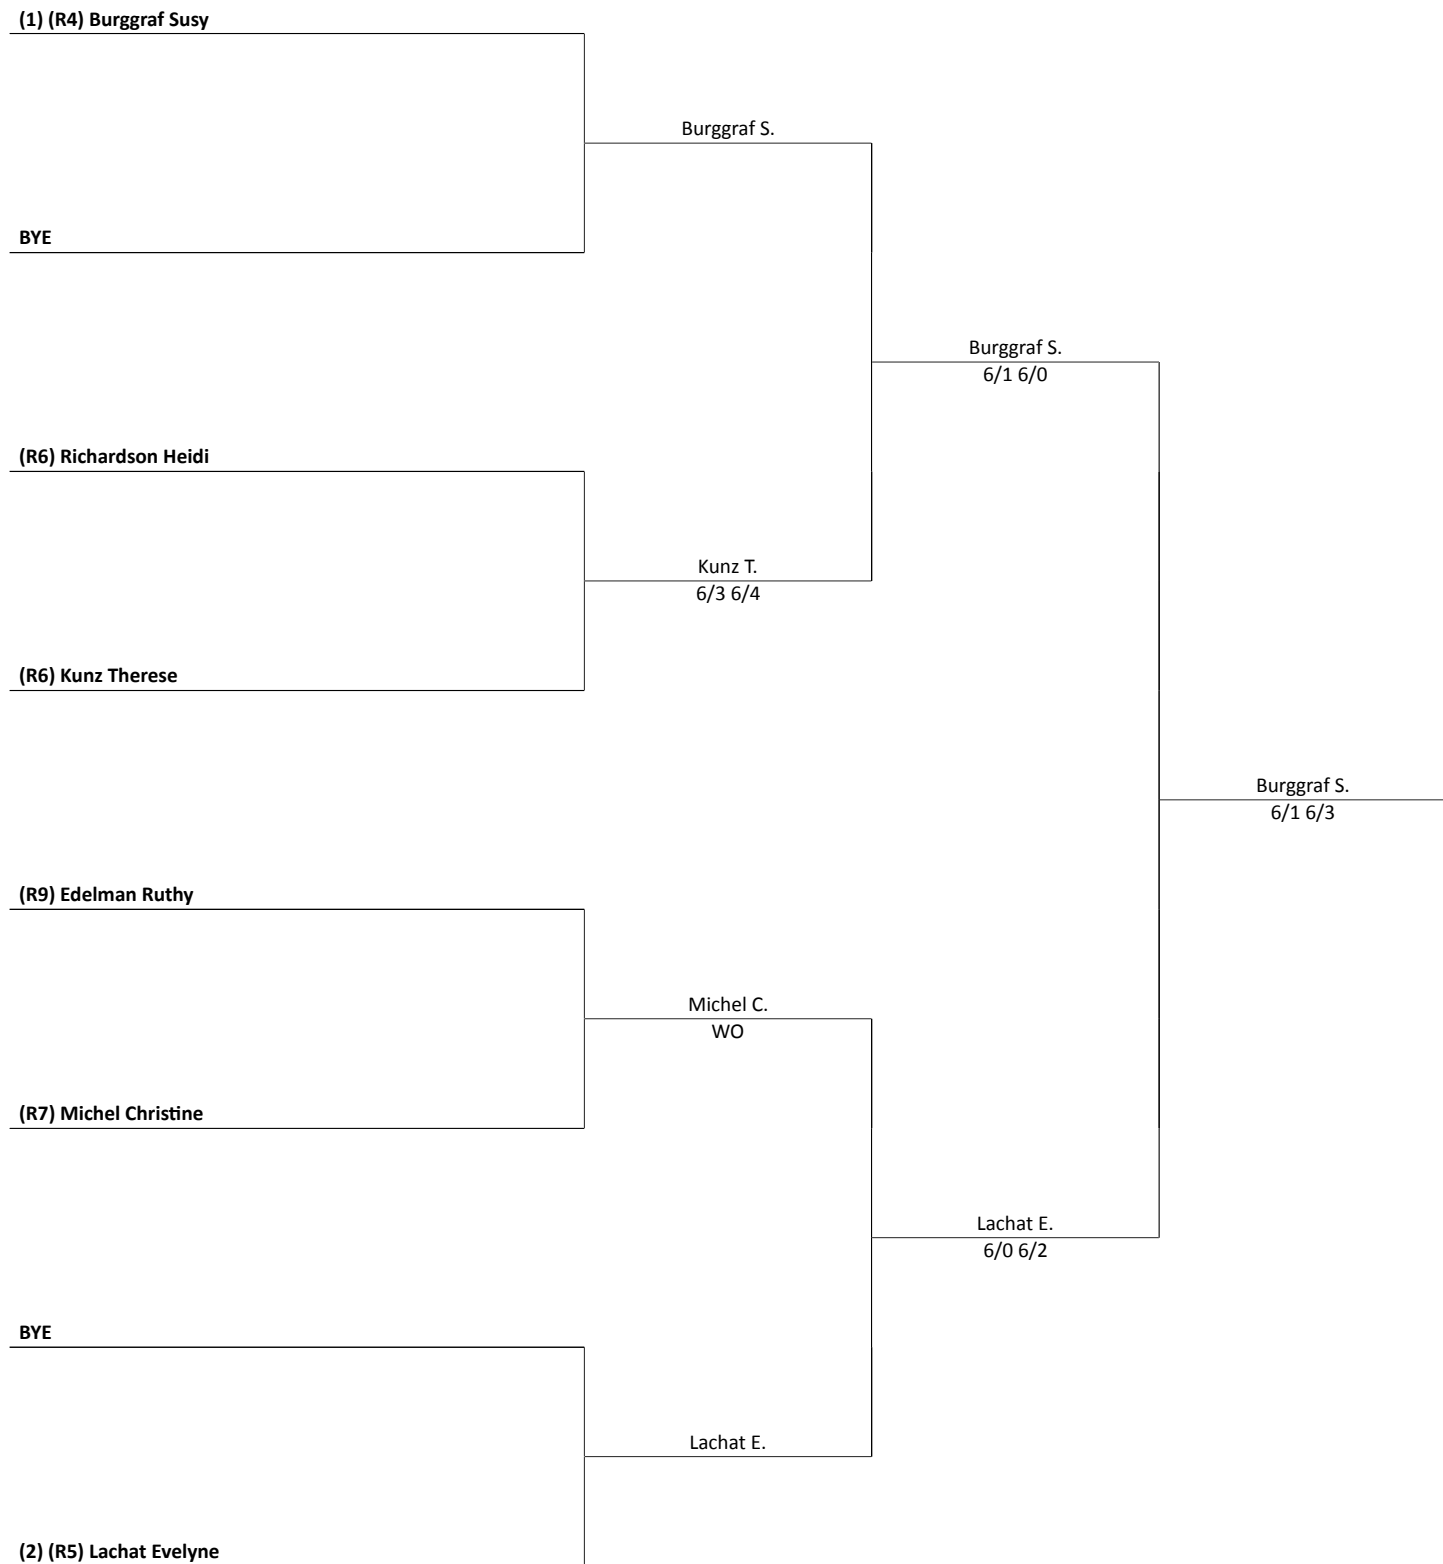 (1) (R4) Burggraf Susy
Burggraf S.
BYE
Burggraf S.
6/1 6/0
(R6) Richardson Heidi
Kunz T.
6/3 6/4
(R6) Kunz Therese
Burggraf S.
6/1 6/3
(R9) Edelman Ruthy
Michel C.
WO
(R7) Michel Christine
Lachat E.
6/0 6/2
BYE
Lachat E.
(2) (R5) Lachat Evelyne